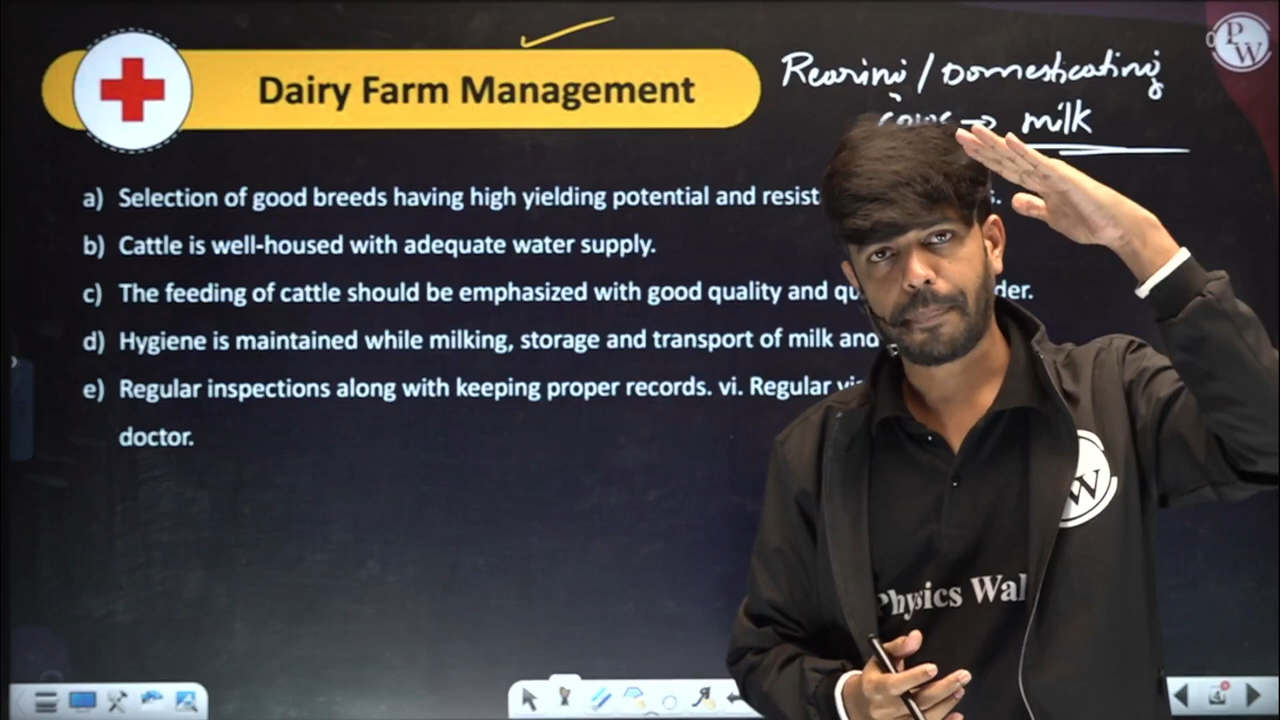 Dairy Farm Management
Rearing/Domesticating
cows → milk
PW
a) Selection of good breeds having high yielding potential and resist s.
b) Cattle is well-housed with adequate water supply.
c) The feeding of cattle should be emphasized with good quality and qu der.
d) Hygiene is maintained while milking, storage and transport of milk and
e) Regular inspections along with keeping proper records. vi. Regular vis
doctor.
W
Physics Wal